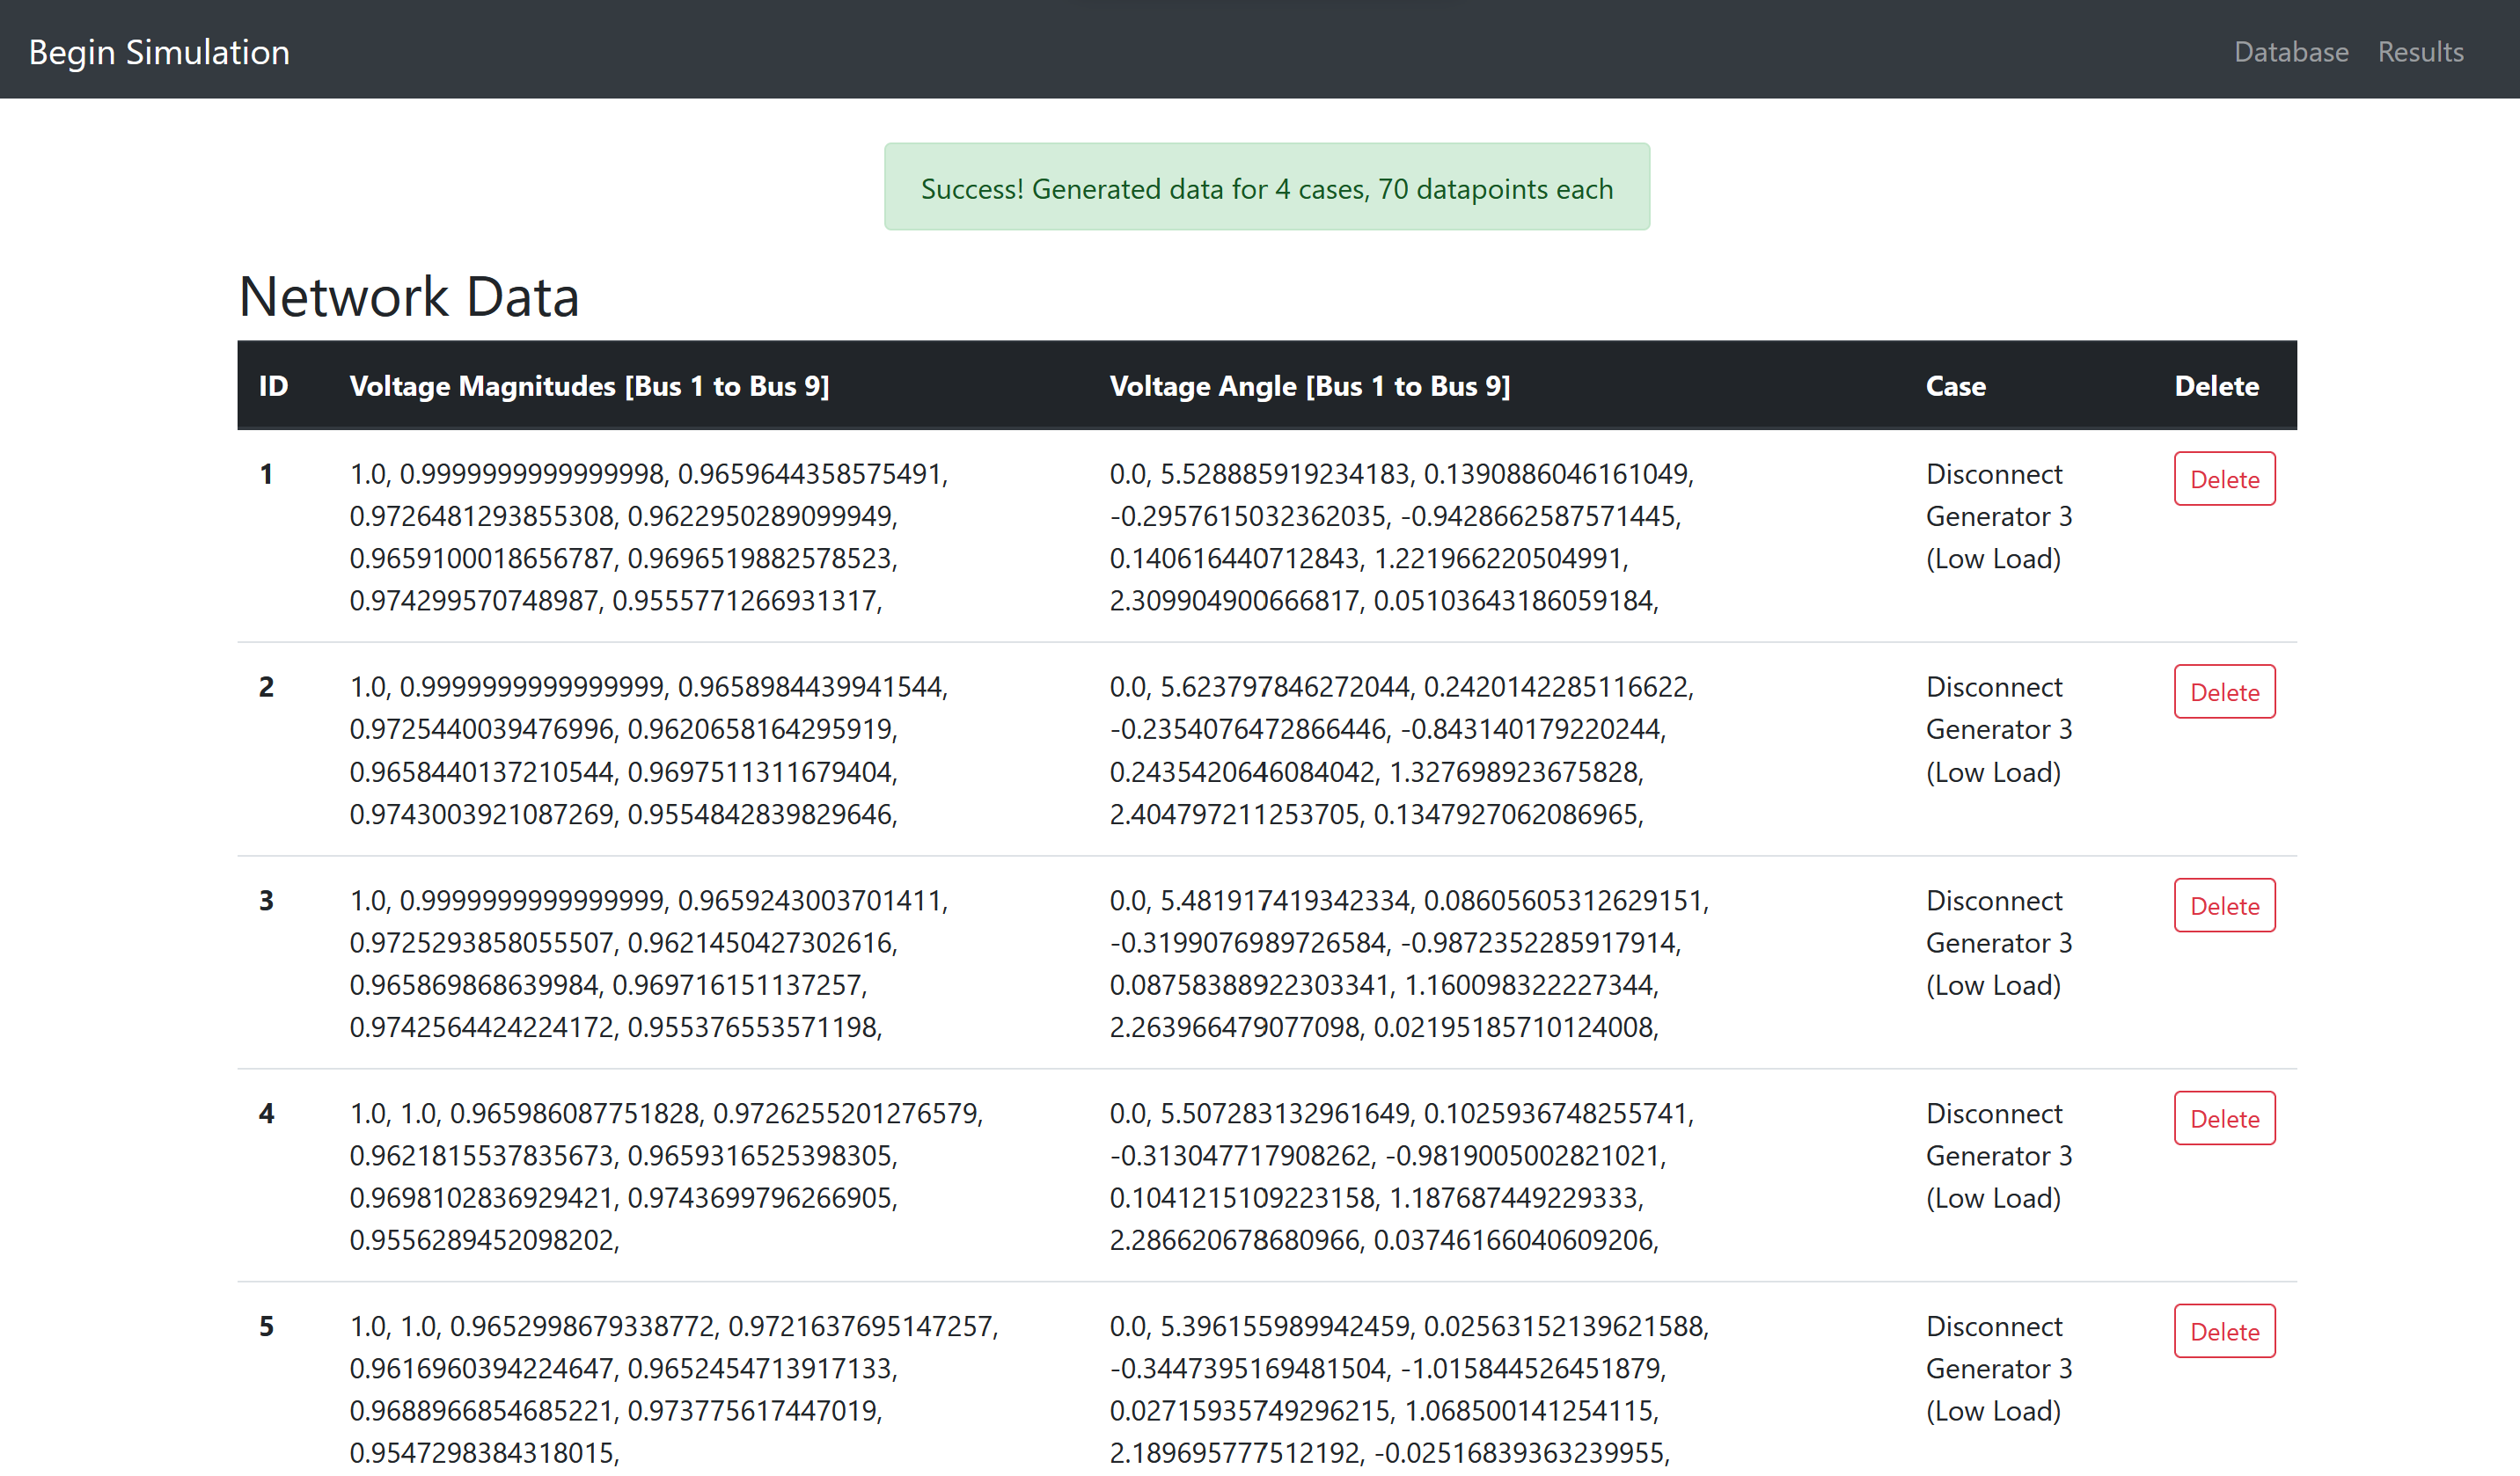 Begin Simulation
Database Results
Success! Generated data for 4 cases, 70 datapoints each
Network Data
ID Voltage Magnitudes [Bus 1 to Bus 9] Voltage Angle [Bus 1 to Bus 9] Case Delete
1 1.0, 0.9999999999999998, 0.9659644358575491, 0.0, 5.528885919234183, 0.1390886046161049, Disconnect Delete
0.9726481293855308, 0.9622950289099949, -0.2957615032362035, -0.9428662587571445, Generator 3
0.9659100018656787, 0.9696519882578523, 0.140616440712843, 1.221966220504991, (Low Load)
0.974299570748987, 0.9555771266931317, 2.309904900666817, 0.05103643186059184,
2 1.0, 0.9999999999999999, 0.9658984439941544, 0.0, 5.623797846272044, 0.2420142285116622, Disconnect Delete
0.9725440039476996, 0.9620658164295919, -0.2354076472866446, -0.843140179220244, Generator 3
0.9658440137210544, 0.9697511311679404, 0.2435420646084042, 1.327698923675828, (Low Load)
0.9743003921087269, 0.9554842839829646, 2.404797211253705, 0.1347927062086965,
3 1.0, 0.9999999999999999, 0.9659243003701411, 0.0, 5.481917419342334, 0.08605605312629151, Disconnect Delete
0.9725293858055507, 0.9621450427302616, -0.3199076989726584, -0.9872352285917914, Generator 3
0.965869868639984, 0.969716151137257, 0.08758388922303341, 1.160098322227344, (Low Load)
0.9742564424224172, 0.955376553571198, 2.263966479077098, 0.02195185710124008,
4 1.0, 1.0, 0.965986087751828, 0.9726255201276579, 0.0, 5.507283132961649, 0.1025936748255741, Disconnect Delete
0.9621815537835673, 0.9659316525398305, -0.313047717908262, -0.9819005002821021, Generator 3
0.9698102836929421, 0.9743699796266905, 0.1041215109223158, 1.187687449229333, (Low Load)
0.9556289452098202, 2.286620678680966, 0.03746166040609206,
5 1.0, 1.0, 0.9652998679338772, 0.9721637695147257, 0.0, 5.396155989942459, 0.02563152139621588, Disconnect Delete
0.9616960394224647, 0.9652454713917133, -0.3447395169481504, -1.015844526451879, Generator 3
0.9688966854685221, 0.973775617447019, 0.02715935749296215, 1.068500141254115, (Low Load)
0.9547298384318015, 2.189695777512192, -0.02516839363239955,